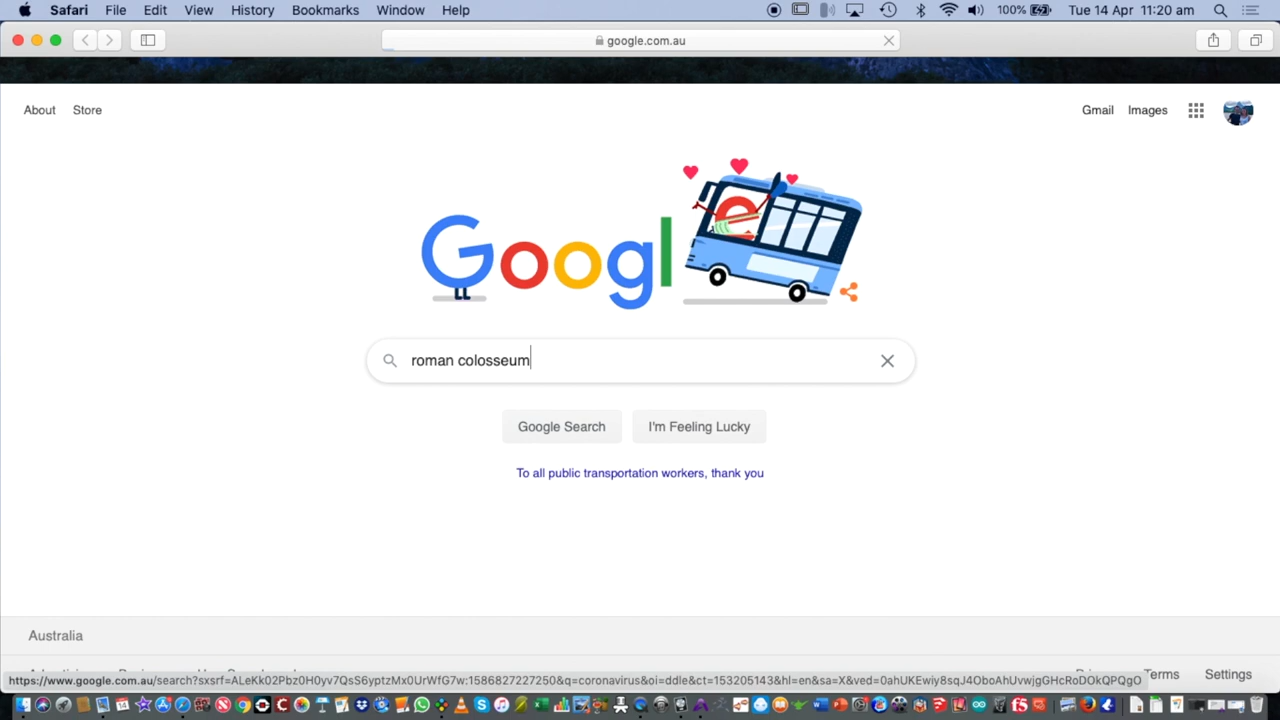 Safari File Edit View History Bookmarks Window Help 100% Tue 14 Apr 11:20 am
google.com.au
About Store Gmail Images
Google
roman colosseum
Google Search I'm Feeling Lucky
To all public transportation workers, thank you
Australia
Terms Settings
https://www.google.com.au/search?sxsrf=ALeKk02Pbz0H0yv7QsS6yptzMx0UrWfG7w:1586827227250&q=coronavirus&oi=ddle&ct=153205143&hl=en&sa=X&ved=0ahUKEwiy8sqJ4OboAhUvwjgGHcRoDOkQPQgO